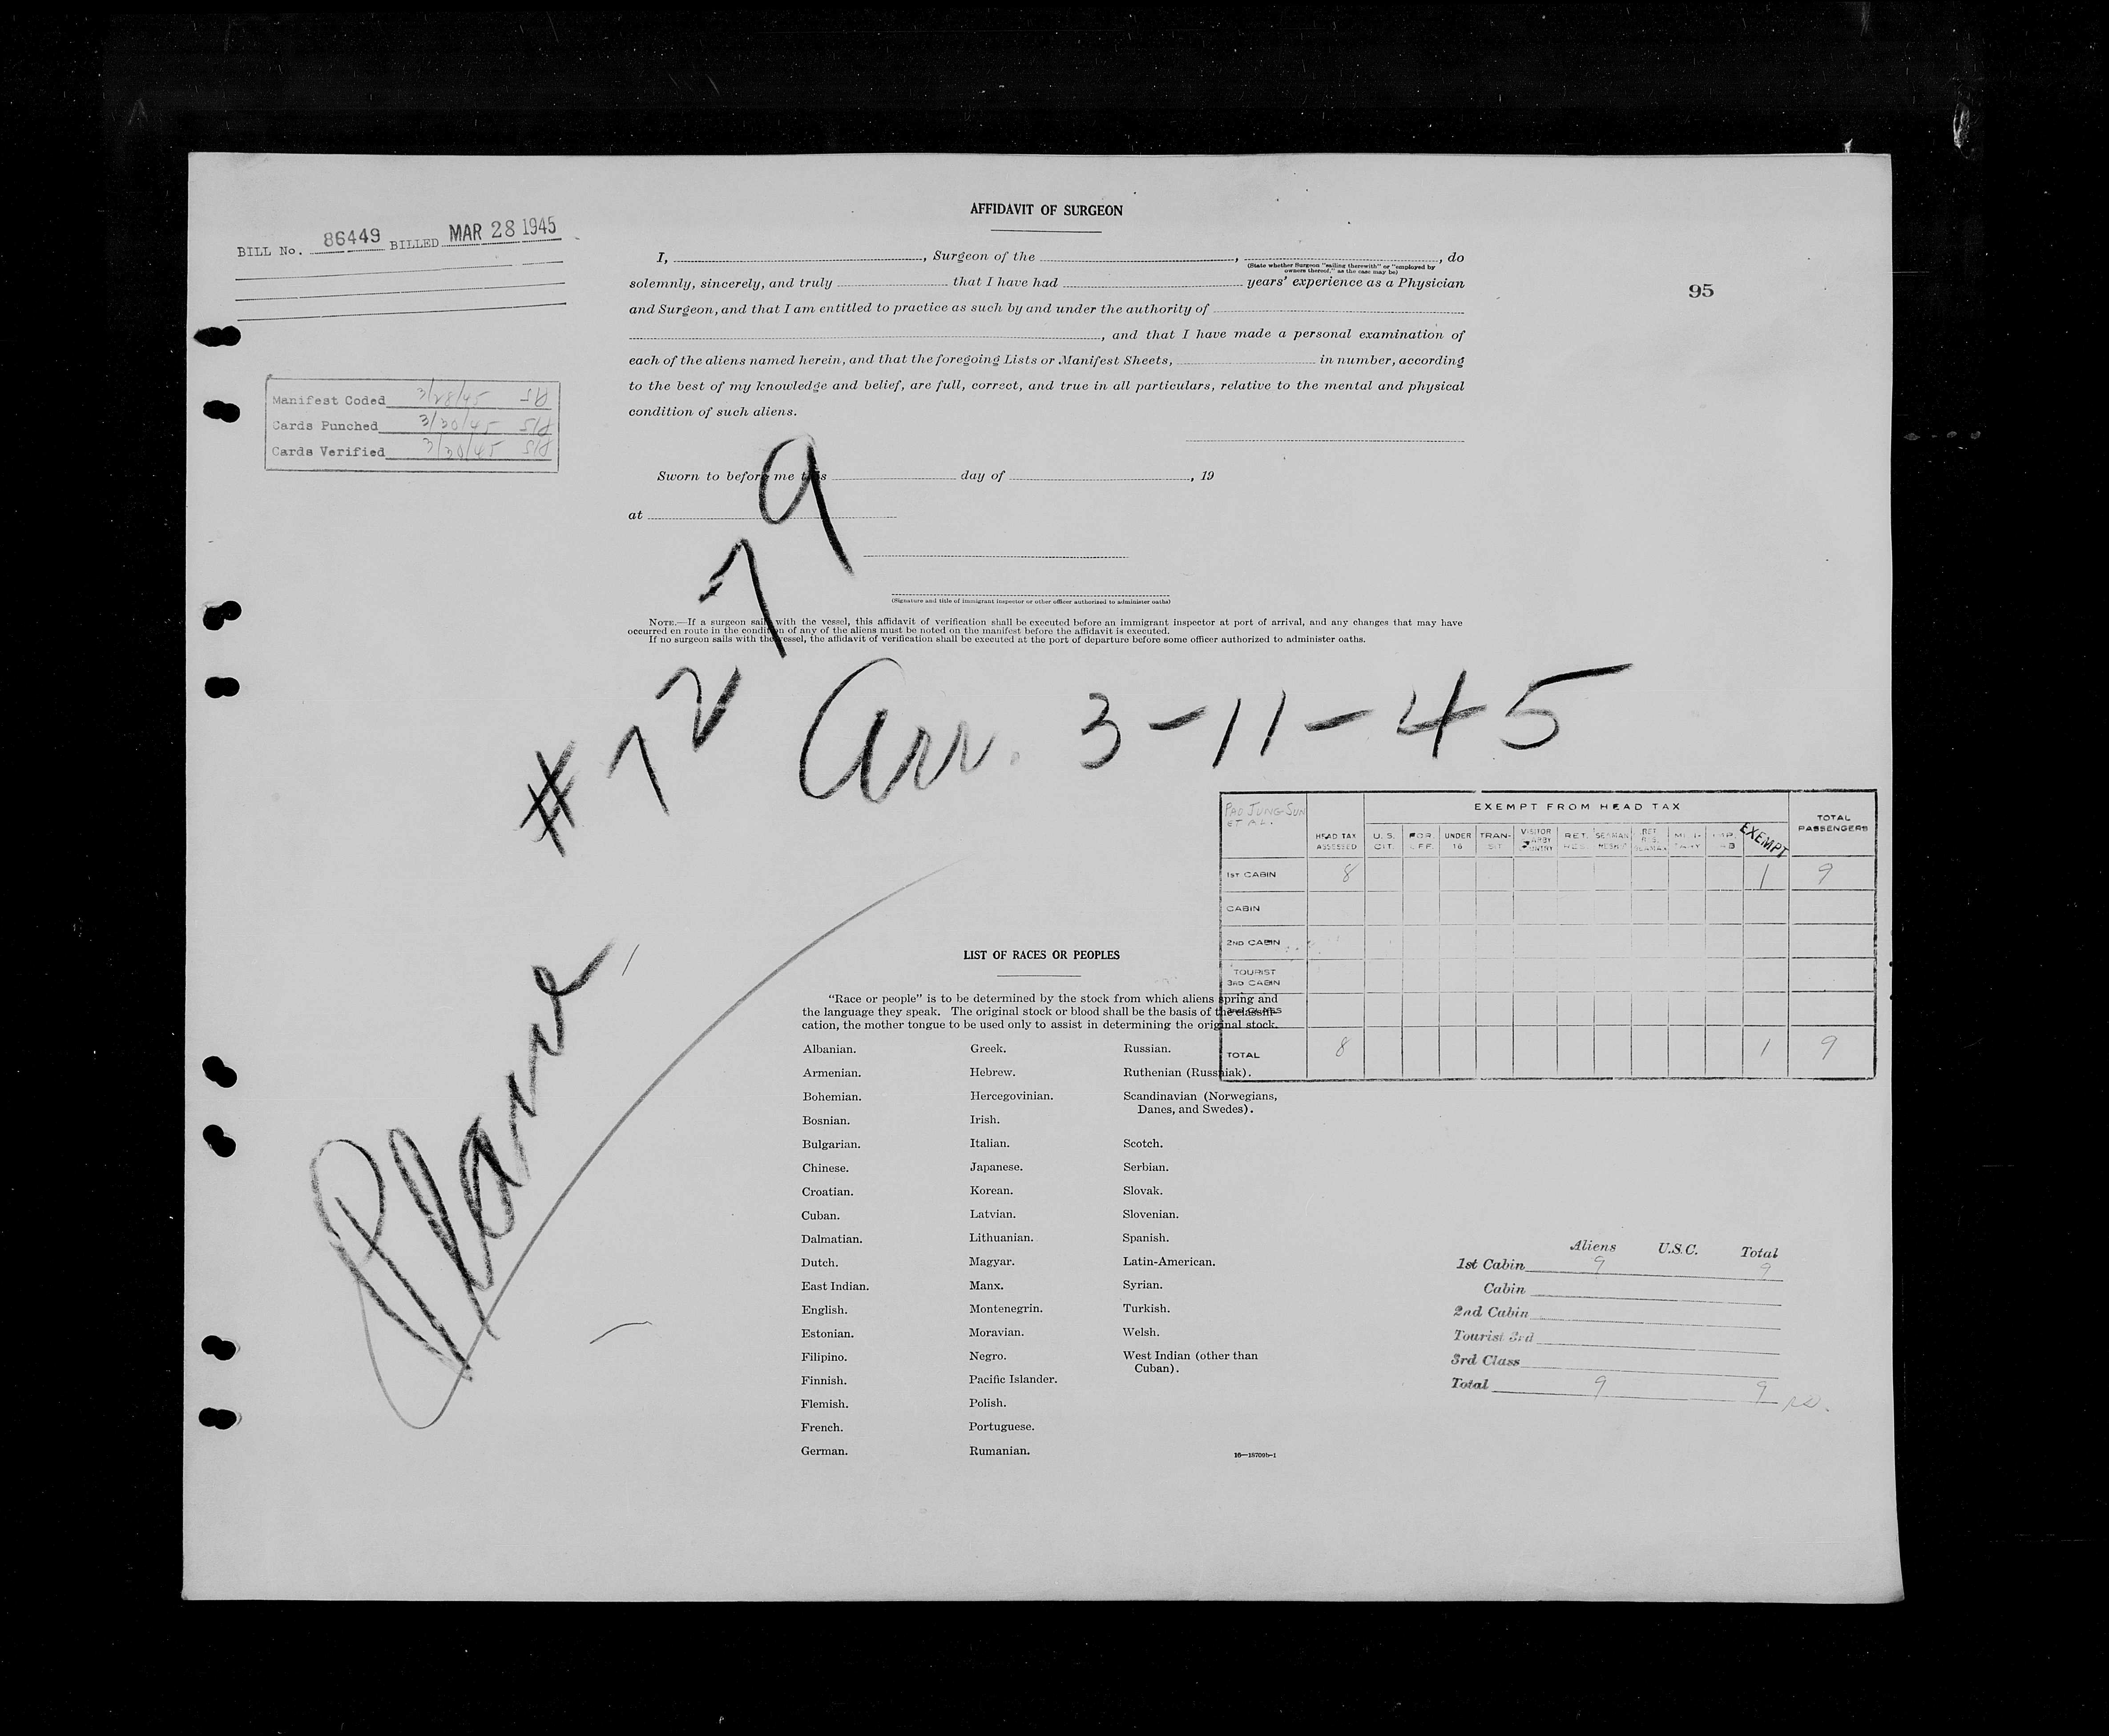 AFFIDAVIT OF SURGEON
BILL No. 86449 BILLED MAR 28 1945
95
I, , Surgeon of the , , do
(State whether Surgeon "sailing therewith" or "employed by
owners thereof," as the case may be)
solemnly, sincerely, and truly that I have had years' experience as a Physician
and Surgeon, and that I am entitled to practice as such by and under the authority of
, and that I have made a personal examination of
each of the aliens named herein, and that the foregoing Lists or Manifest Sheets, in number, according
to the best of my knowledge and belief, are full, correct, and true in all particulars, relative to the mental and physical
condition of such aliens.
Manifest Coded 3/28/45
Cards Punched 3/30/45
Cards Verified 3/30/45
Sworn to before me this day of , 19
at
(Signature and title of immigrant inspector or other officer authorized to administer oaths)
NOTE.—If a surgeon sails with the vessel, this affidavit of verification shall be executed before an immigrant inspector at port of arrival, and any changes that may have
occurred en route in the condition of any of the aliens must be noted on the manifest before the affidavit is executed.
If no surgeon sails with the vessel, the affidavit of verification shall be executed at the port of departure before some officer authorized to administer oaths.
Plane
#7279
Arr. 3-11-45
PAO JUNG-SUN
ET AL.
EXEMPT FROM HEAD TAX
HEAD TAX ASSESSED
U. S. CIT.
FOR. OFF.
UNDER 16
TRAN-SIT
VISITOR
RET. RES.
SEAMAN
EXEMPT
TOTAL PASSENGERS
1ST CABIN 8 1 9
CABIN
2ND CABIN
TOURIST
3RD CABIN
3RD CLASS
TOTAL 8 1 9
LIST OF RACES OR PEOPLES
"Race or people" is to be determined by the stock from which aliens spring and
the language they speak. The original stock or blood shall be the basis of the classifi-
cation, the mother tongue to be used only to assist in determining the original stock.
Albanian. Greek. Russian.
Armenian. Hebrew. Ruthenian (Russniak).
Bohemian. Hercegovinian. Scandinavian (Norwegians,
Danes, and Swedes).
Bosnian. Irish.
Bulgarian. Italian. Scotch.
Chinese. Japanese. Serbian.
Croatian. Korean. Slovak.
Cuban. Latvian. Slovenian.
Dalmatian. Lithuanian. Spanish.
Dutch. Magyar. Latin-American.
East Indian. Manx. Syrian.
English. Montenegrin. Turkish.
Estonian. Moravian. Welsh.
Filipino. Negro. West Indian (other than
Cuban).
Finnish. Pacific Islander.
Flemish. Polish.
French. Portuguese.
German. Rumanian.
16—18709b-1
Aliens U.S.C. Total
1st Cabin 9 9
Cabin
2nd Cabin
Tourist 3rd
3rd Class
Total 9 9